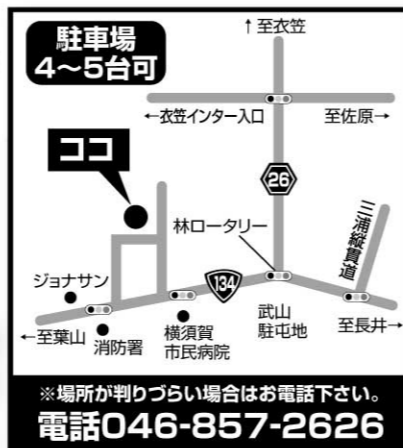 駐車場
4～5台可
↑至衣笠
←衣笠インター入口
至佐原→
ココ
26
三浦縦貫道
林ロータリー
134
ジョナサン
←至葉山
消防署
横須賀
市民病院
武山
駐屯地
至長井→
※場所が判りづらい場合はお電話下さい。
電話046-857-2626